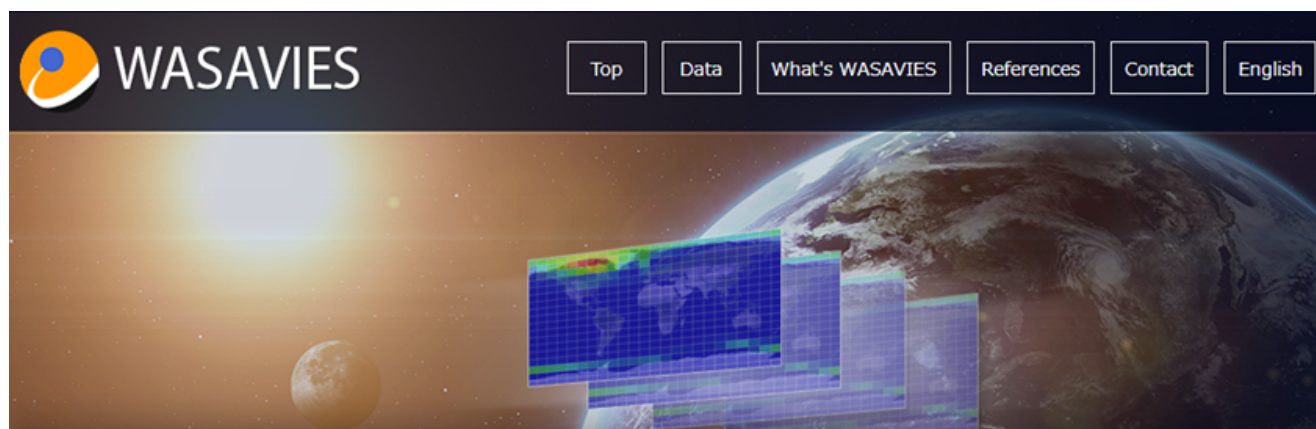 WASAVIES
Top
Data
What's WASAVIES
References
Contact
English